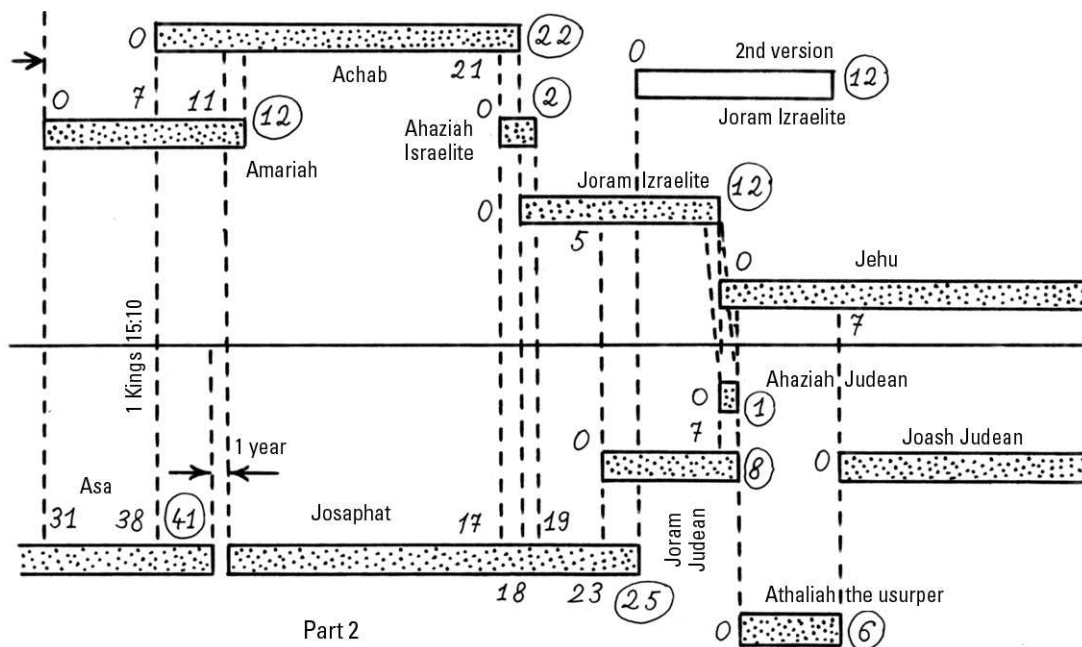 0
22
Achab
21
0
2nd version
12
Joram Izraelite
0
7
11
12
Amariah
0
2
Ahaziah
Israelite
0
Joram Izraelite
12
5
0
Jehu
7
1 Kings 15:10
0
Ahaziah Judean
1
0
7
8
0
Joash Judean
1 year
Asa
31
38
41
Josaphat
17
19
18
23
25
Joram
Judean
Athaliah the usurper
0
6
Part 2